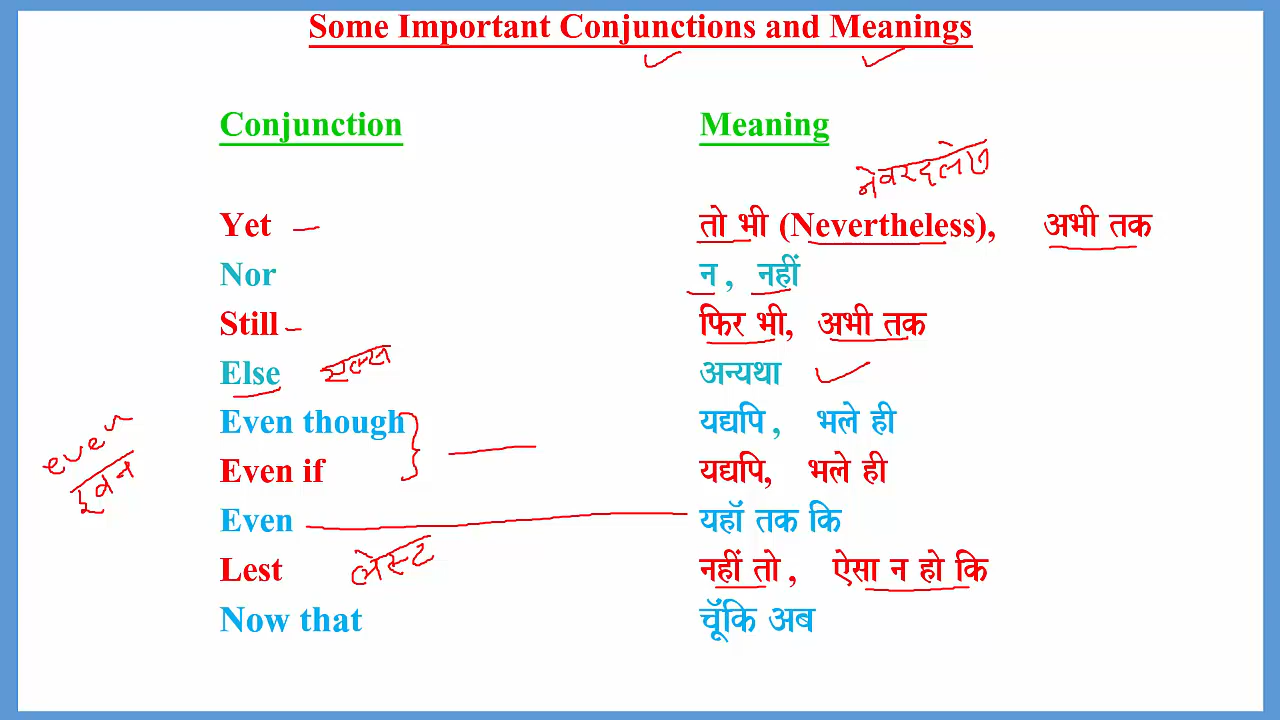 Some Important Conjunctions and Meanings
Conjunction Meaning
नेवरदलेस
Yet तो भी (Nevertheless), अभी तक
Nor न , नहीं
Still फिर भी, अभी तक
Else एल्स अन्यथा
Even though यद्यपि , भले ही
even
Even if यद्यपि, भले ही
इवन
Even यहॉ तक कि
Lest लेस्ट नहीं तो , ऐसा न हो कि
Now that चूॅकि अब